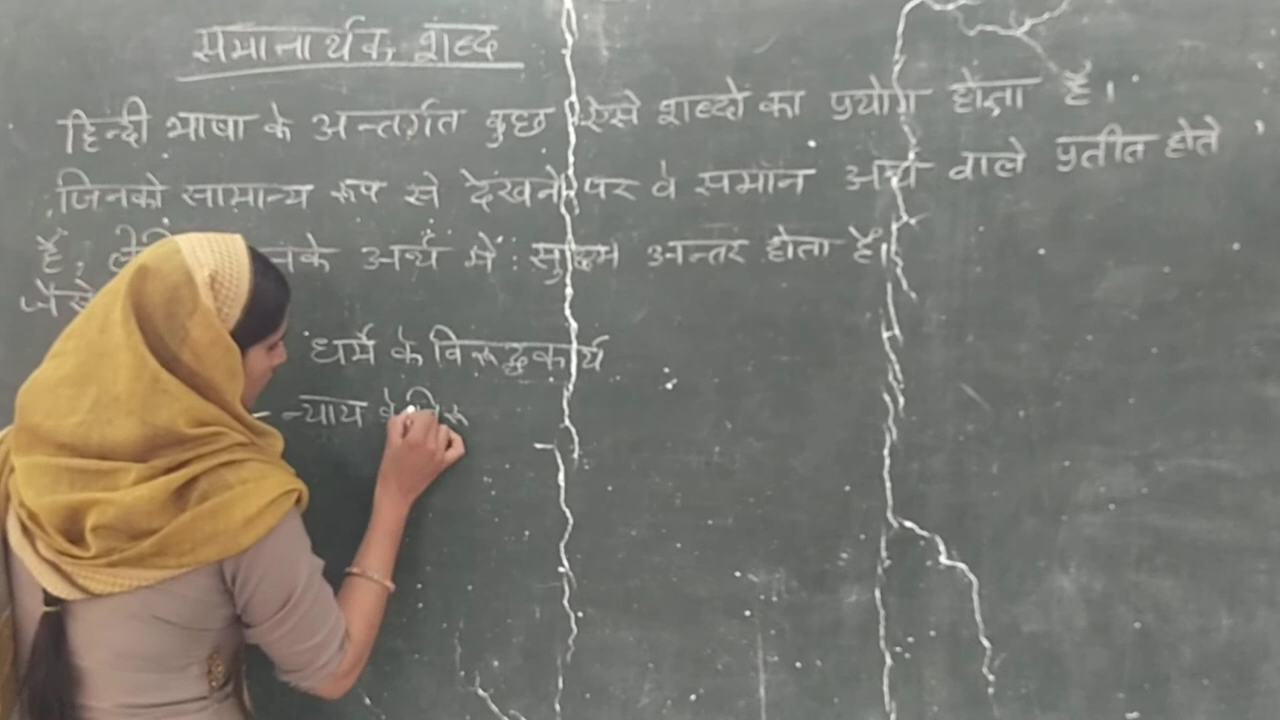 समानार्थक शब्द
हिन्दी भाषा के अन्तर्गत कुछ ऐसे शब्दों का प्रयोग होता है।
जिनको सामान्य रूप से देखने पर वे समान अर्थ वाले प्रतीत होते
है, अर्थ में सुक्ष्म अन्तर होता है।
जैसे
धर्म के विरूद्ध कार्य
न्याय के